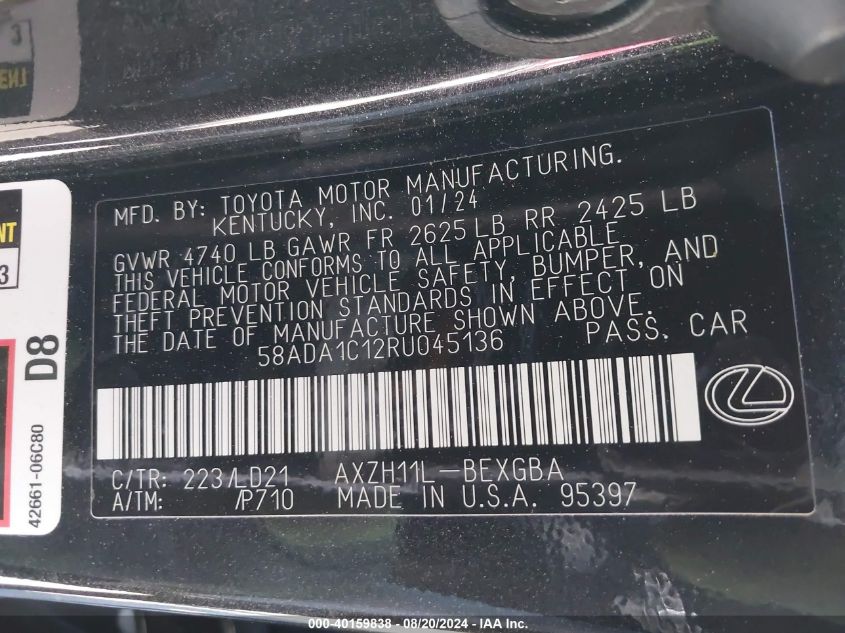 MFD. BY: TOYOTA MOTOR MANUFACTURING.
KENTUCKY, INC. 01/24
GVWR 4740 LB GAWR FR 2625 LB RR 2425 LB
THIS VEHICLE CONFORMS TO ALL APPLICABLE
FEDERAL MOTOR VEHICLE SAFETY, BUMPER, AND
THEFT PREVENTION STANDARDS IN EFFECT ON
THE DATE OF MANUFACTURE SHOWN ABOVE.
58ADA1C12RU045136 PASS. CAR
C/TR: 223/LD21 AXZH11L-BEXGBA
A/TM: /P710 MADE IN U.S.A. 95397
NT
3
D8
42661-06C80
000-40159838 - 08/20/2024 - IAA Inc.